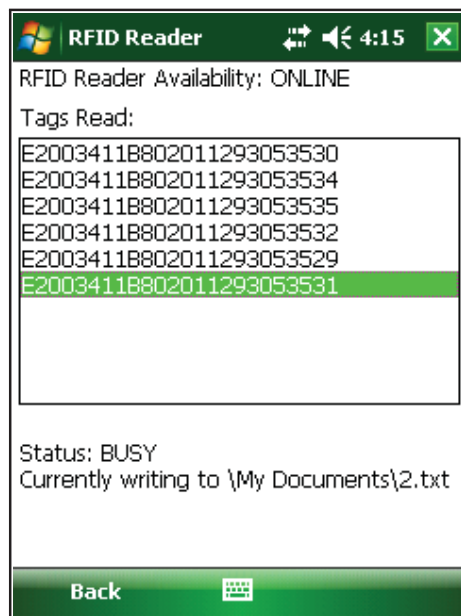 RFID Reader 4:15
RFID Reader Availability: ONLINE
Tags Read:
E2003411B802011293053530
E2003411B802011293053534
E2003411B802011293053535
E2003411B802011293053532
E2003411B802011293053529
E2003411B802011293053531
Status: BUSY
Currently writing to \My Documents\2.txt
Back